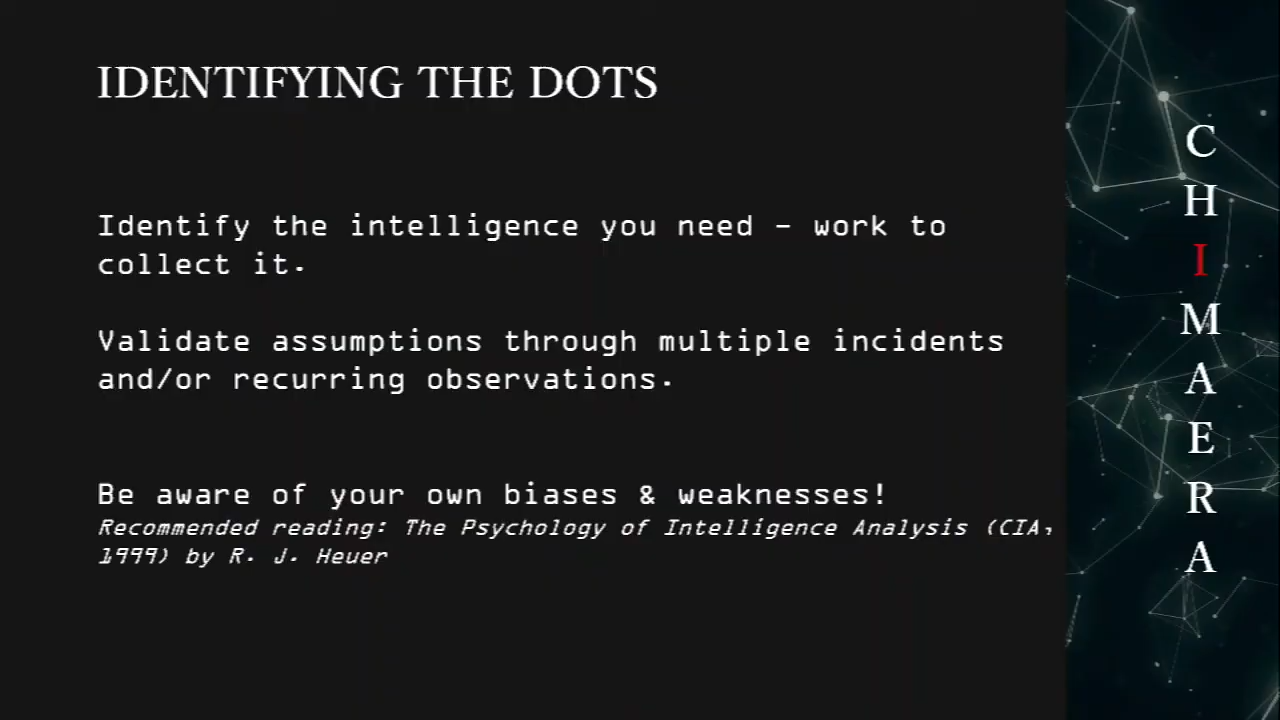 IDENTIFYING THE DOTS
Identify the intelligence you need – work to
collect it.
Validate assumptions through multiple incidents
and/or recurring observations.
Be aware of your own biases & weaknesses!
Recommended reading: The Psychology of Intelligence Analysis (CIA,
1999) by R. J. Heuer
C
H
I
M
A
E
R
A